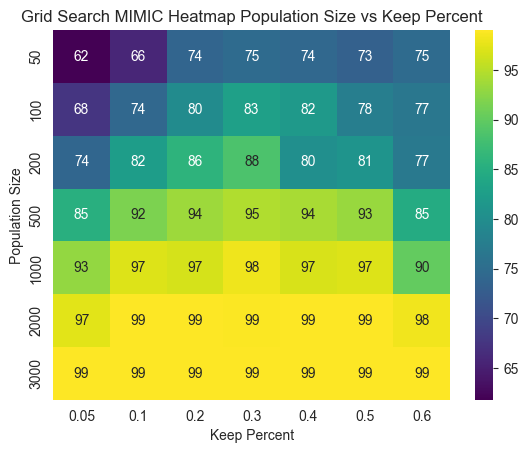 Grid Search MIMIC Heatmap Population Size vs Keep Percent
Population Size
50 62 66 74 75 74 73 75
100 68 74 80 83 82 78 77
200 74 82 86 88 80 81 77
500 85 92 94 95 94 93 85
1000 93 97 97 98 97 97 90
2000 97 99 99 99 99 99 98
3000 99 99 99 99 99 99 99
0.05 0.1 0.2 0.3 0.4 0.5 0.6
Keep Percent
95
90
85
80
75
70
65